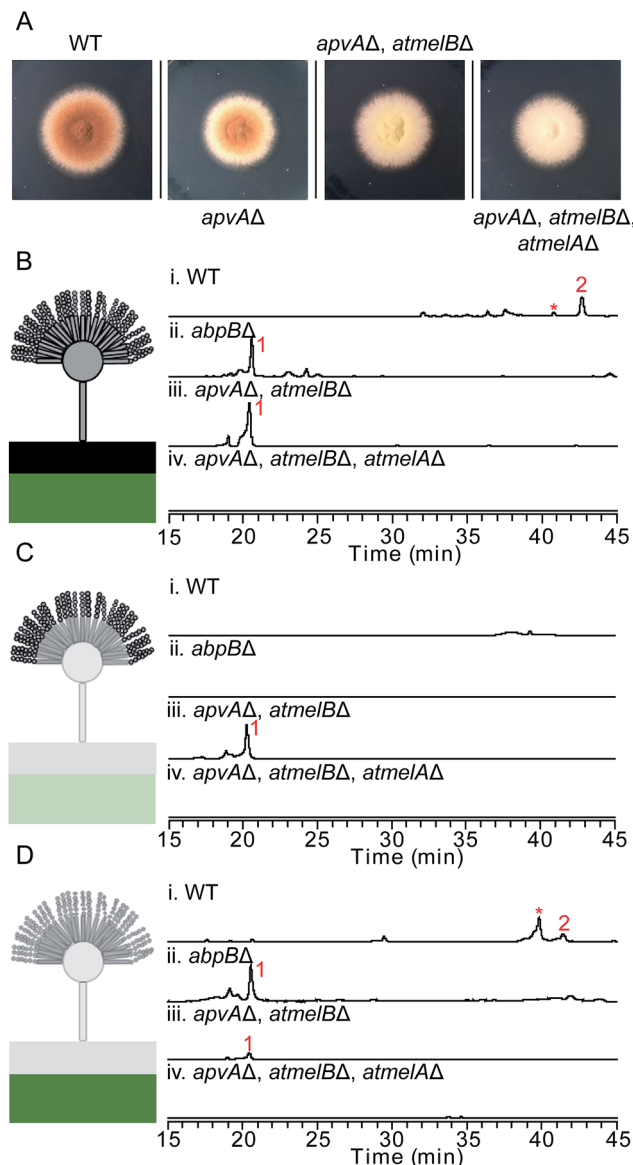 A
WT
apvAΔ, atmelBΔ
apvAΔ
apvAΔ, atmelBΔ,
atmelAΔ
B
i. WT
*
2
ii. abpBΔ
1
iii. apvAΔ, atmelBΔ
1
iv. apvAΔ, atmelBΔ, atmelAΔ
15 20 25 30 35 40 45
Time (min)
C
i. WT
ii. abpBΔ
iii. apvAΔ, atmelBΔ
1
iv. apvAΔ, atmelBΔ, atmelAΔ
15 20 25 30 35 40 45
Time (min)
D
i. WT
*
2
ii. abpBΔ
1
iii. apvAΔ, atmelBΔ
1
iv. apvAΔ, atmelBΔ, atmelAΔ
15 20 25 30 35 40 45
Time (min)